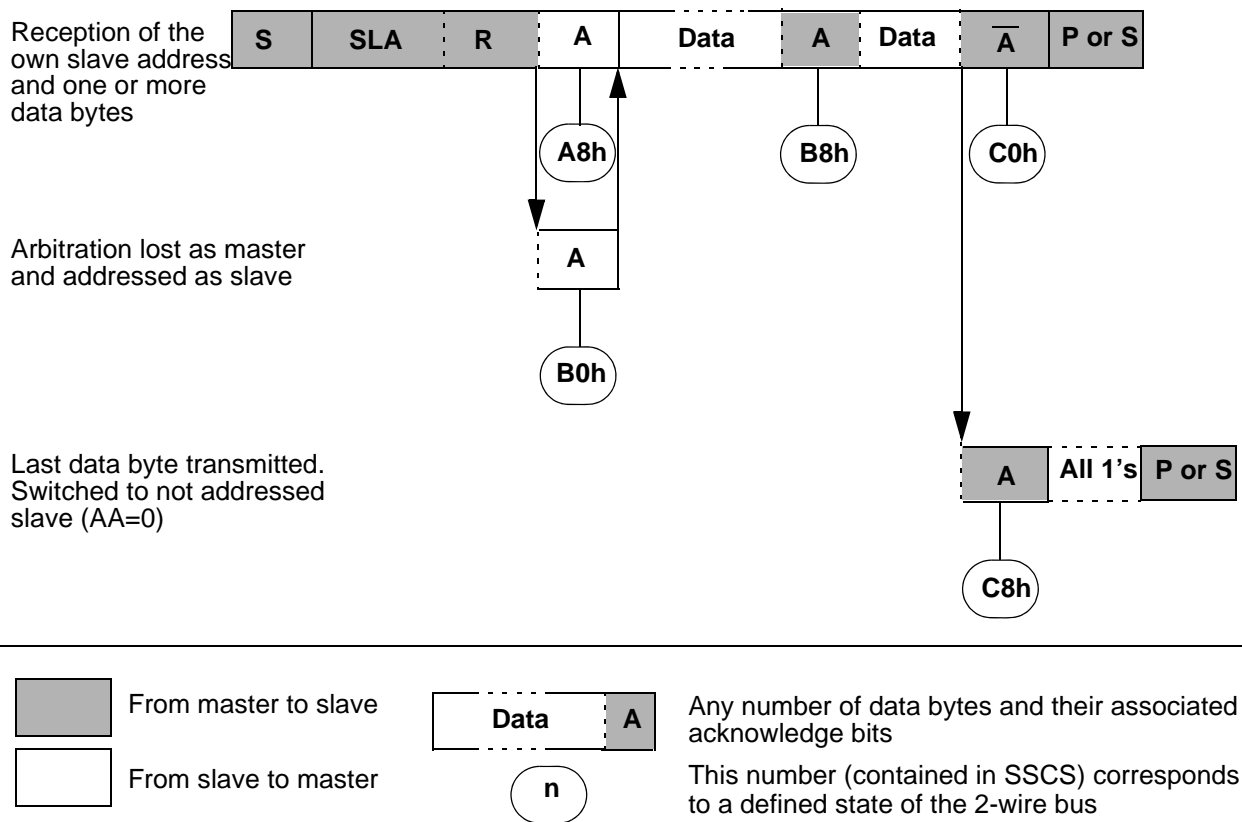 Reception of the
own slave address
and one or more
data bytes
S SLA R A Data A Data A̅ P or S
A8h B8h C0h
Arbitration lost as master
and addressed as slave
A
B0h
Last data byte transmitted.
Switched to not addressed
slave (AA=0)
A All 1’s P or S
C8h
From master to slave
From slave to master
Data A
n
Any number of data bytes and their associated
acknowledge bits
This number (contained in SSCS) corresponds
to a defined state of the 2-wire bus